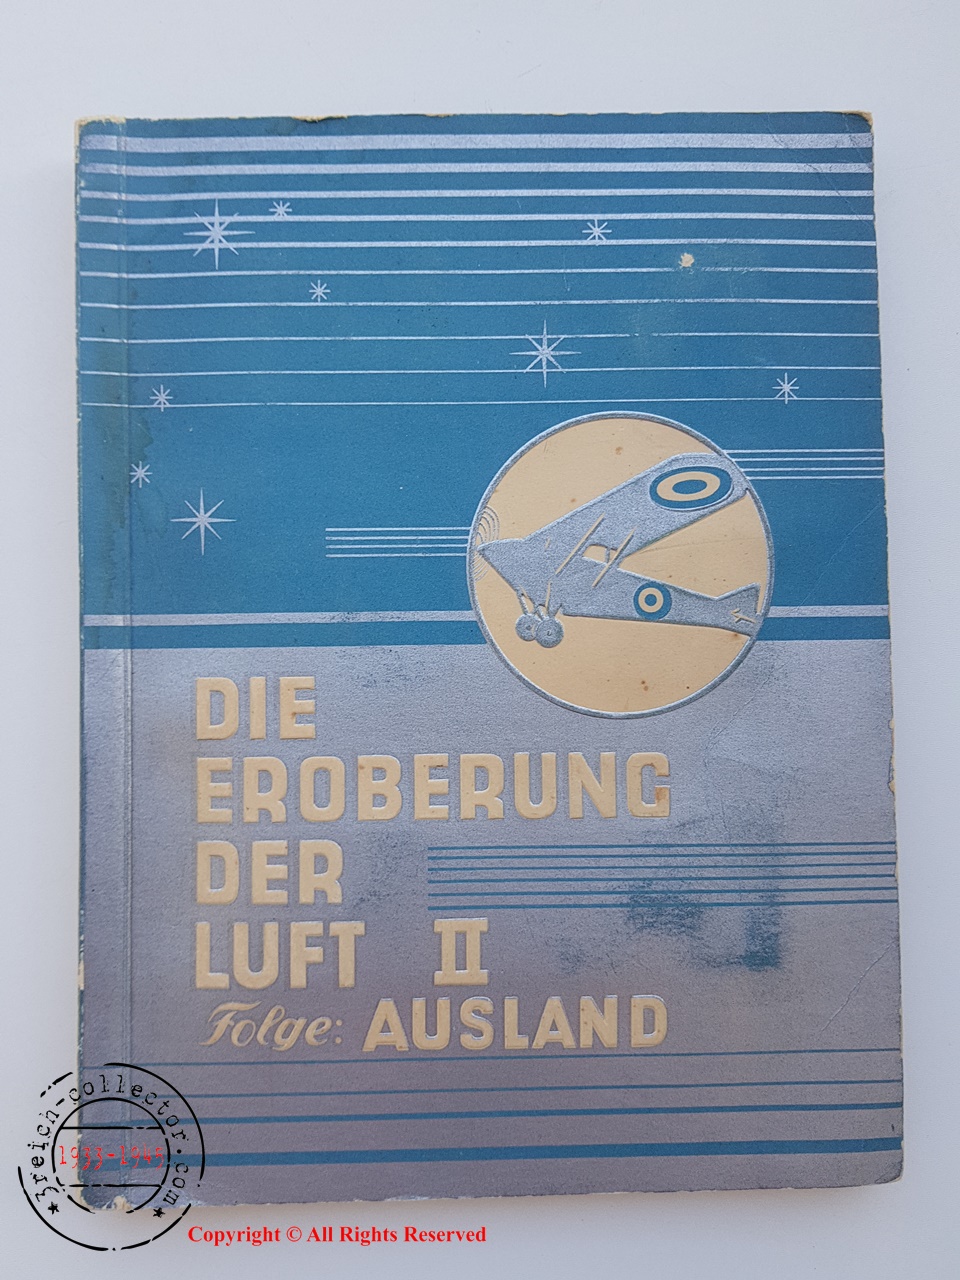 DIE
EROBERUNG
DER
LUFT II
Folge: AUSLAND
3reich-collector.com
1933-1945
Copyright © All Rights Reserved